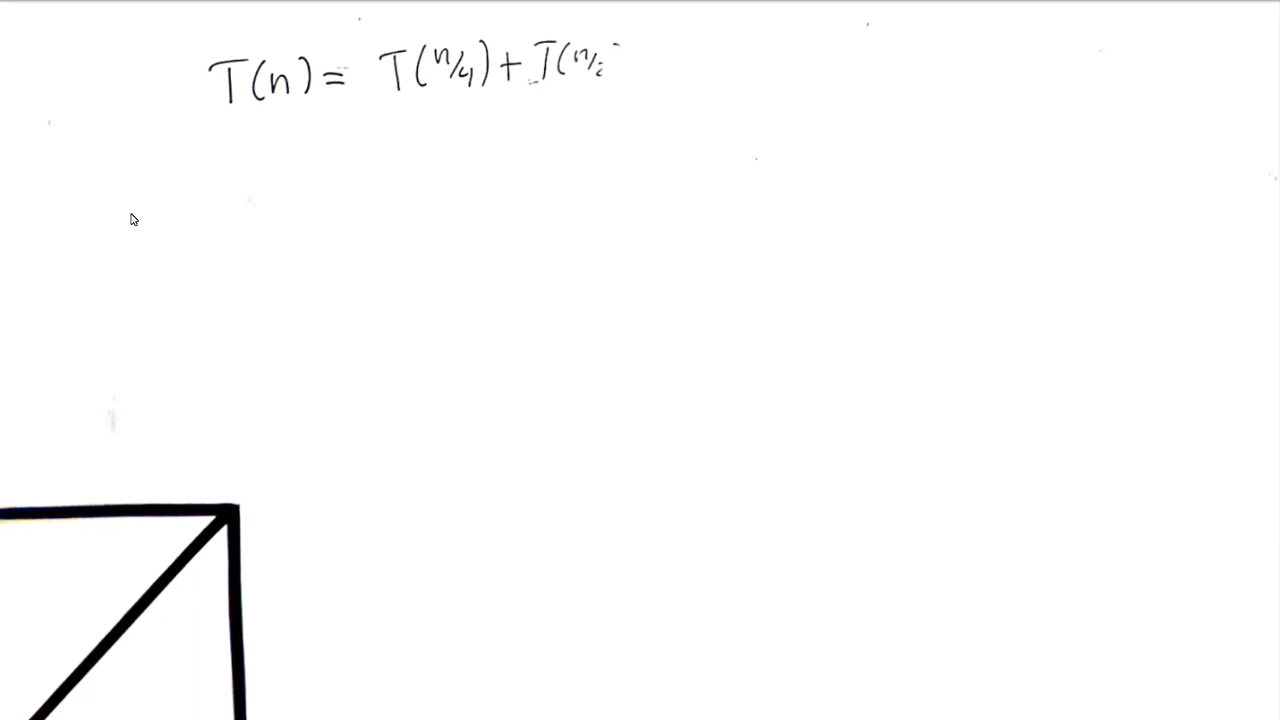 T(n) = T(n/4) + T(n/2